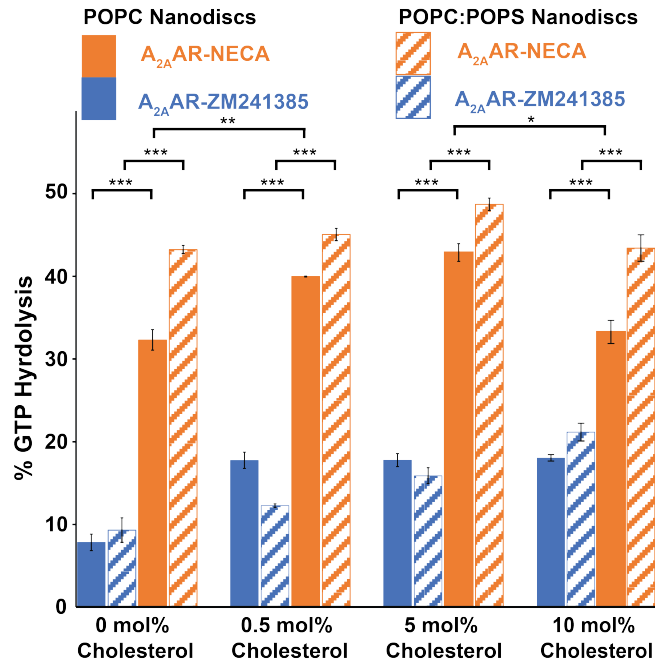 POPC Nanodiscs
POPC:POPS Nanodiscs
A2AAR-NECA
A2AAR-NECA
A2AAR-ZM241385
A2AAR-ZM241385
**
*
***
***
***
***
***
***
***
***
50
40
30
20
10
0
% GTP Hyrdolysis
0 mol%
Cholesterol
0.5 mol%
Cholesterol
5 mol%
Cholesterol
10 mol%
Cholesterol